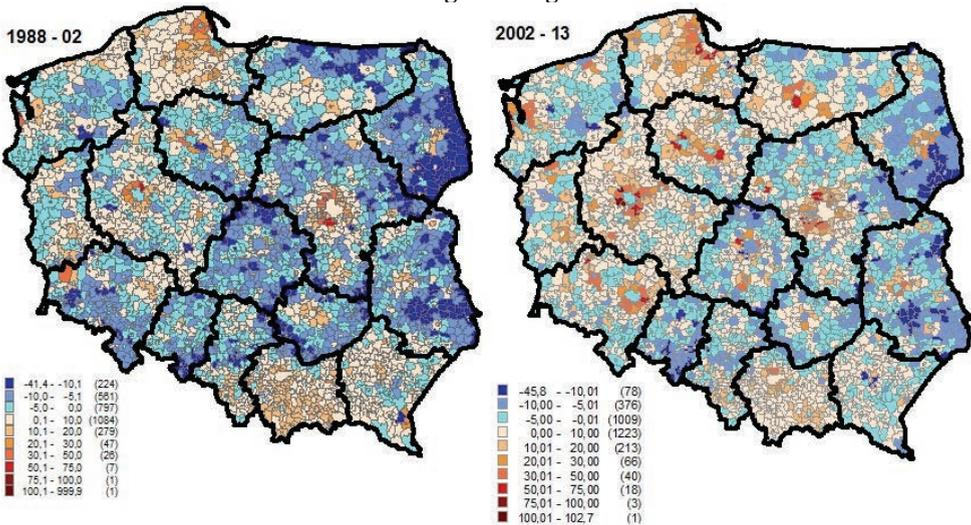 1988 - 02
2002 - 13
-41,4 - -10,1 (224)
-10,0 - -5,1 (561)
-5,0 - 0,0 (797)
0,1 - 10,0 (1084)
10,1 - 20,0 (279)
20,1 - 30,0 (47)
30,1 - 50,0 (26)
50,1 - 75,0 (7)
75,1 - 100,0 (1)
100,1 - 999,9 (1)
-45,8 - -10,01 (78)
-10,00 - -5,01 (376)
-5,00 - -0,01 (1009)
0,00 - 10,00 (1223)
10,01 - 20,00 (213)
20,01 - 30,00 (66)
30,01 - 50,00 (40)
50,01 - 75,00 (18)
75,01 - 100,00 (3)
100,01 - 102,7 (1)